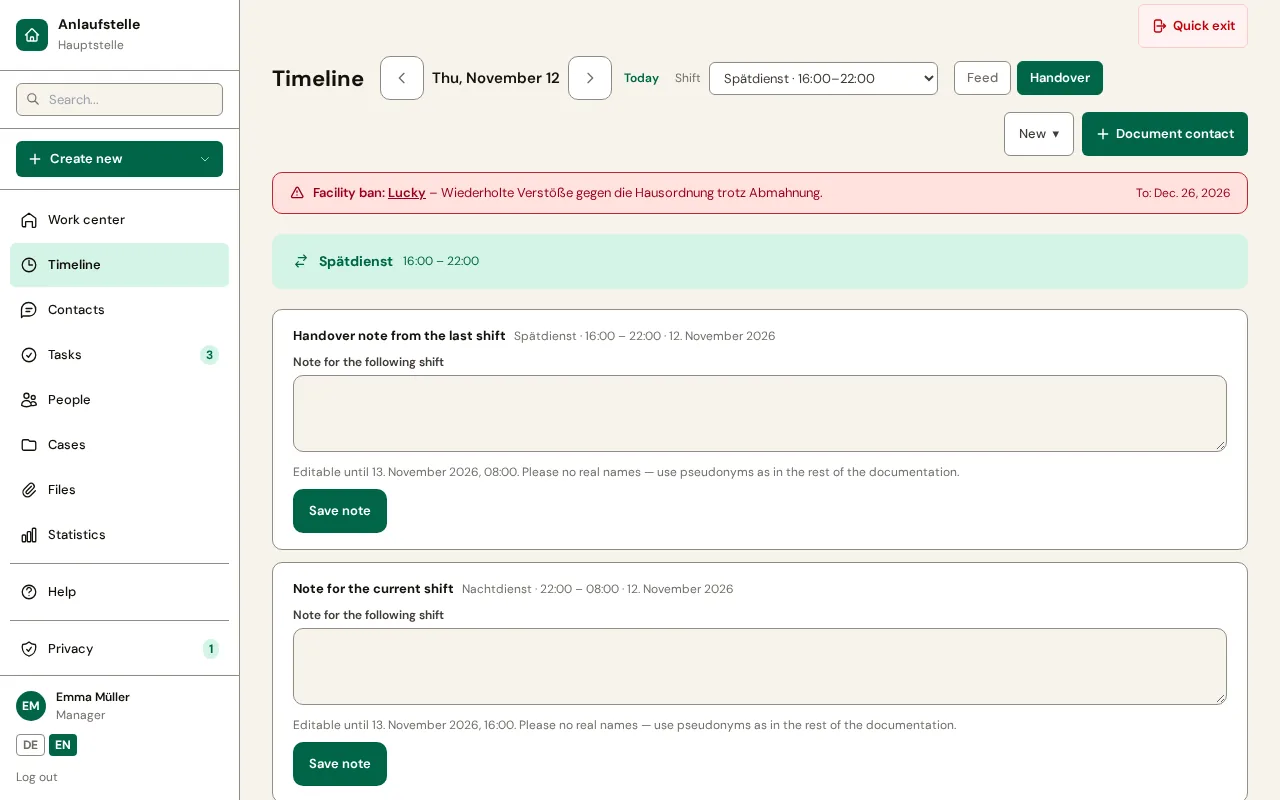 Anlaufstelle
Hauptstelle
Search...
Create new
Work center
Timeline
Contacts
Tasks 3
People
Cases
Files
Statistics
Help
Privacy 1
EM Emma Müller
Manager
DE EN
Log out
Quick exit
Timeline Thu, November 12 Today Shift Spätdienst · 16:00–22:00 Feed Handover
New ▾ Document contact
Facility ban: Lucky – Wiederholte Verstöße gegen die Hausordnung trotz Abmahnung. To: Dec. 26, 2026
Spätdienst 16:00 – 22:00
Handover note from the last shift Spätdienst · 16:00 – 22:00 · 12. November 2026
Note for the following shift
Editable until 13. November 2026, 08:00. Please no real names — use pseudonyms as in the rest of the documentation.
Save note
Note for the current shift Nachtdienst · 22:00 – 08:00 · 12. November 2026
Note for the following shift
Editable until 13. November 2026, 16:00. Please no real names — use pseudonyms as in the rest of the documentation.
Save note